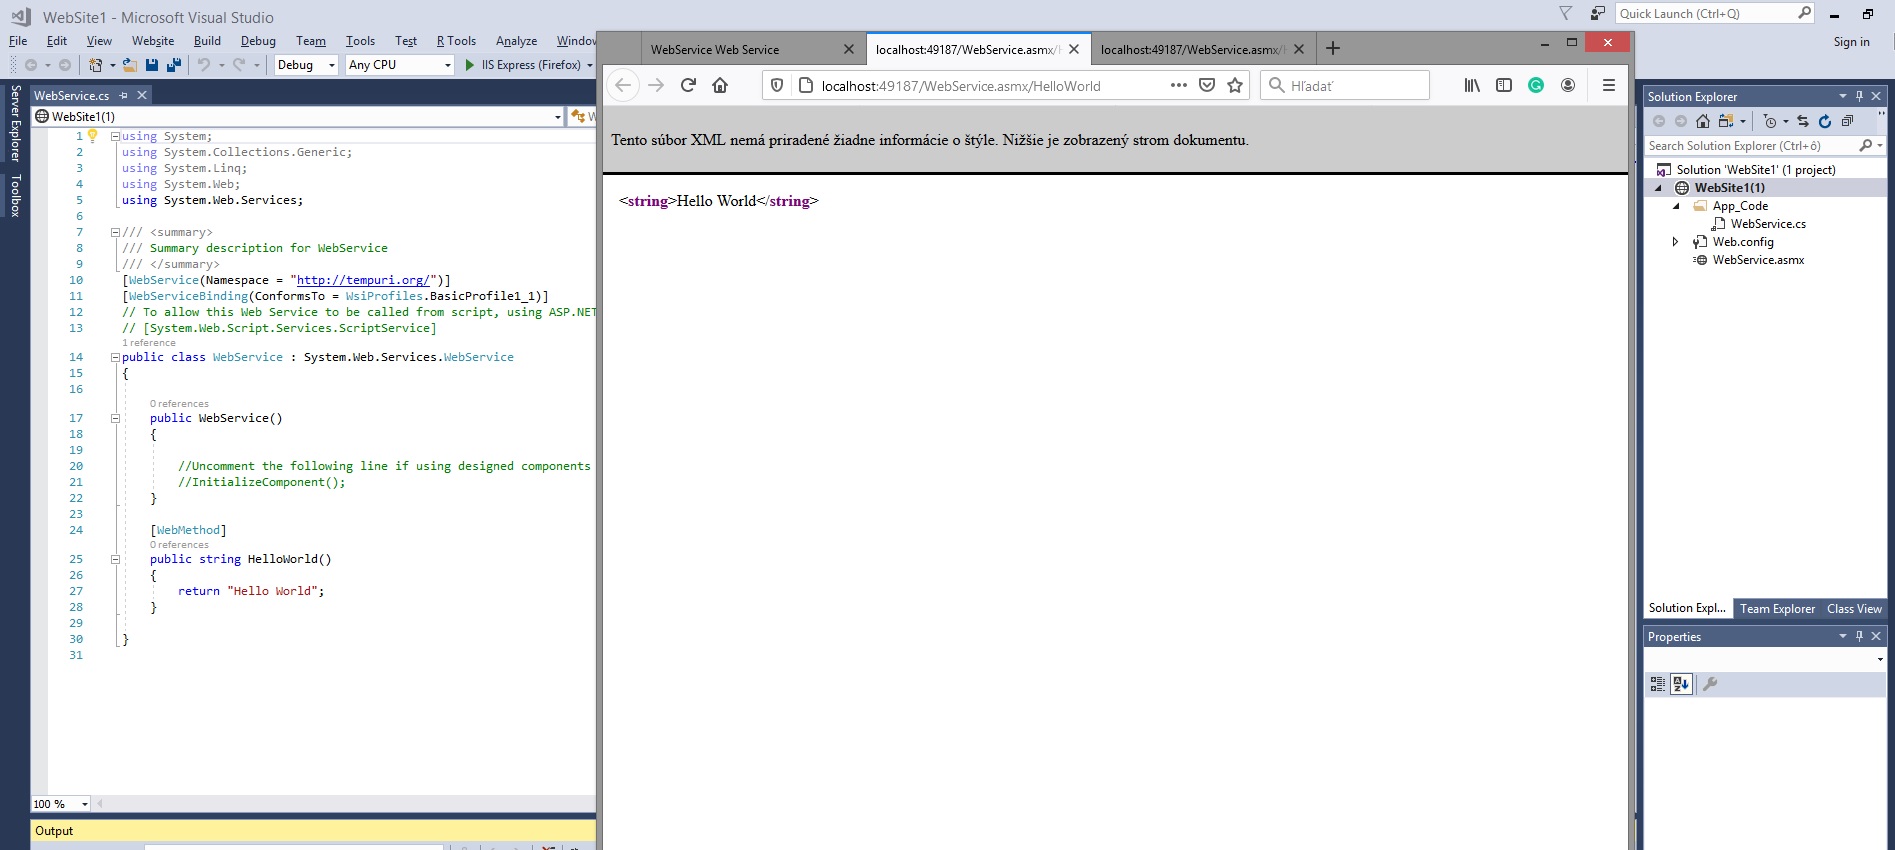 WebSite1 - Microsoft Visual Studio
Quick Launch (Ctrl+Q)
File Edit View Website Build Debug Team Tools Test R Tools Analyze Window
Sign in
Debug Any CPU IIS Express (Firefox)
Server Explorer
Toolbox
WebService.cs
WebSite1(1)
1 using System;
2 using System.Collections.Generic;
3 using System.Linq;
4 using System.Web;
5 using System.Web.Services;
6
7 /// <summary>
8 /// Summary description for WebService
9 /// </summary>
10 [WebService(Namespace = "http://tempuri.org/")]
11 [WebServiceBinding(ConformsTo = WsiProfiles.BasicProfile1_1)]
12 // To allow this Web Service to be called from script, using ASP.NET
13 // [System.Web.Script.Services.ScriptService]
1 reference
14 public class WebService : System.Web.Services.WebService
15 {
16
0 references
17 public WebService()
18 {
19
20 //Uncomment the following line if using designed components
21 //InitializeComponent();
22 }
23
24 [WebMethod]
0 references
25 public string HelloWorld()
26 {
27 return "Hello World";
28 }
29
30 }
31
100 %
Output
WebService Web Service
localhost:49187/WebService.asmx/H
localhost:49187/WebService.asmx/H
localhost:49187/WebService.asmx/HelloWorld
Hľadať
Tento súbor XML nemá priradené žiadne informácie o štýle. Nižšie je zobrazený strom dokumentu.
<string>Hello World</string>
Solution Explorer
Search Solution Explorer (Ctrl+ô)
Solution 'WebSite1' (1 project)
WebSite1(1)
App_Code
WebService.cs
Web.config
WebService.asmx
Solution Expl... Team Explorer Class View
Properties